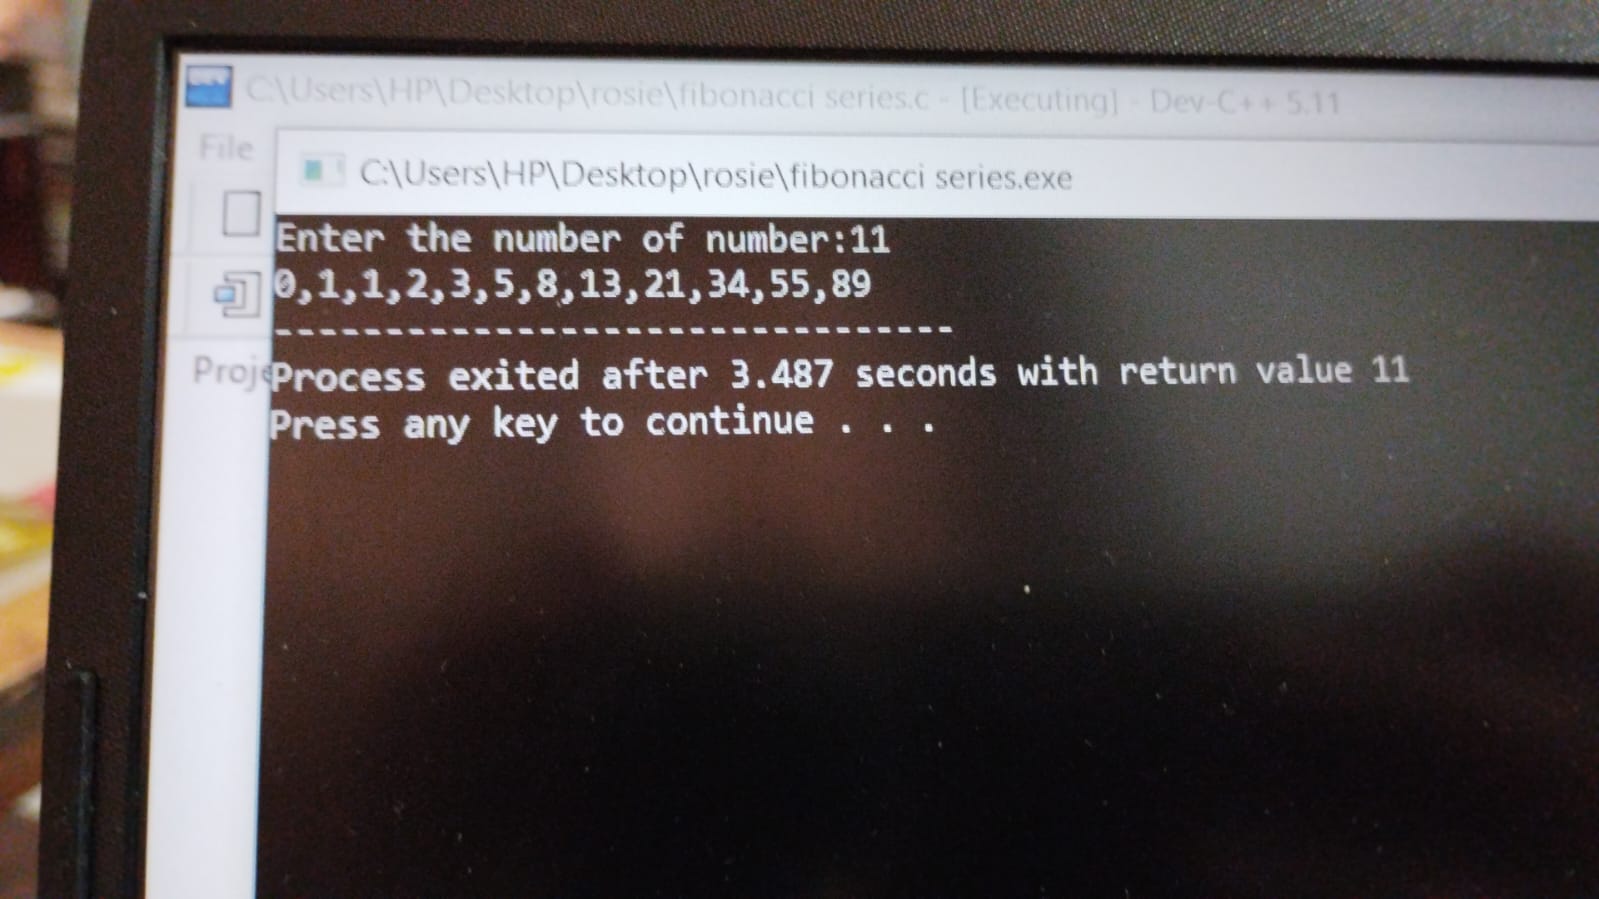 C:\Users\HP\Desktop\rosie\fibonacci series.c - [Executing] - Dev-C++ 5.11
File
C:\Users\HP\Desktop\rosie\fibonacci series.exe
Enter the number of number:11
0,1,1,2,3,5,8,13,21,34,55,89
--------------------------------
Proje
Process exited after 3.487 seconds with return value 11
Press any key to continue . . .